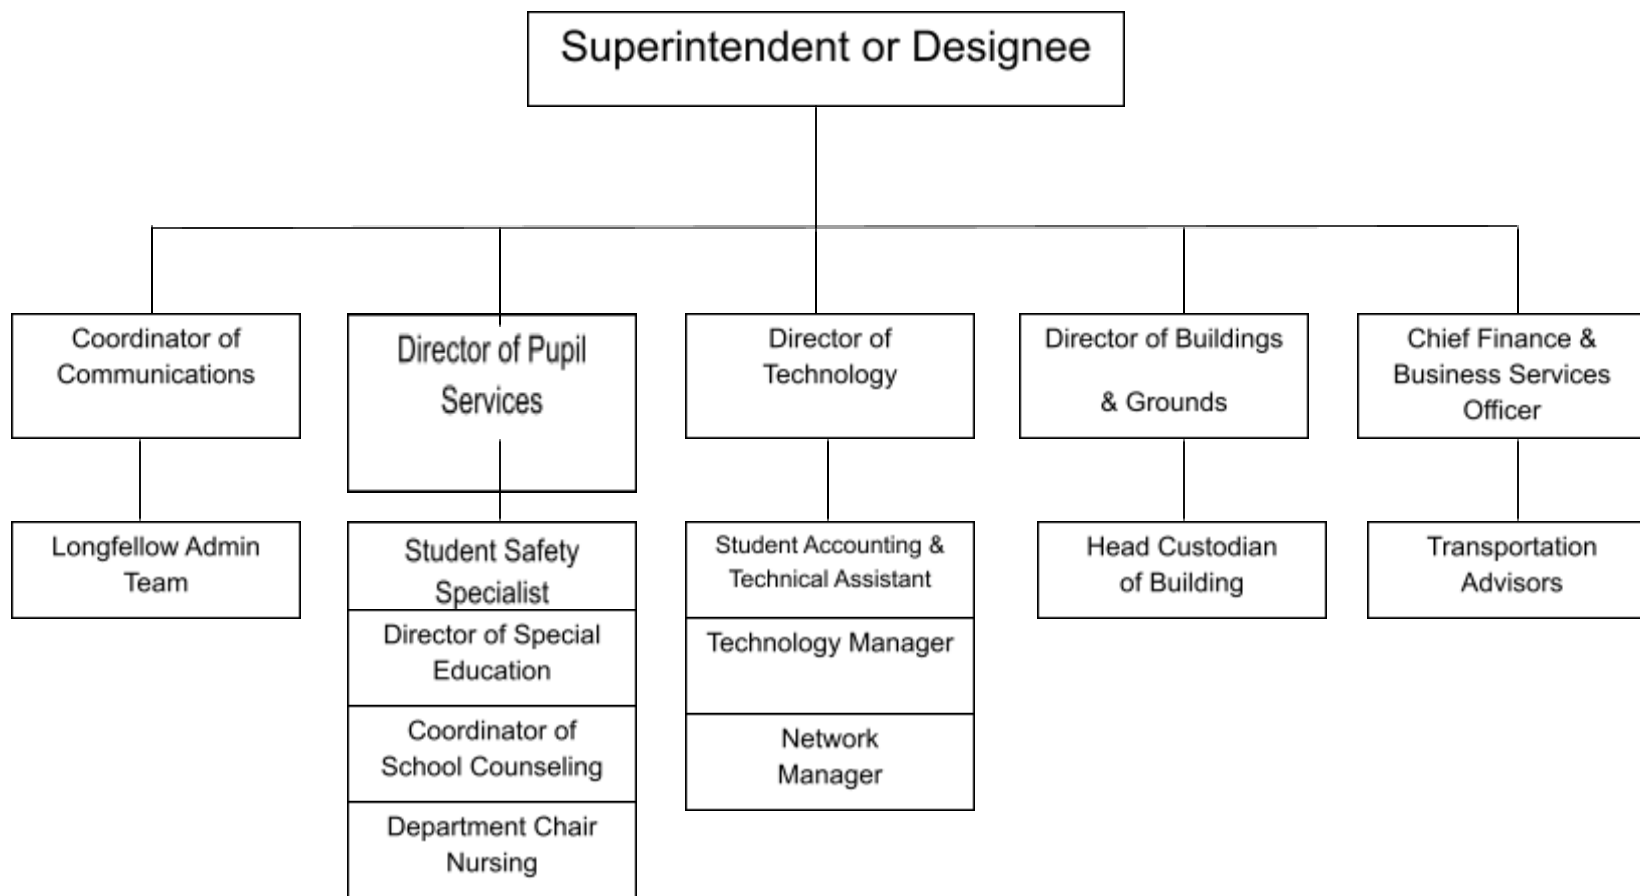 Superintendent or Designee
Coordinator of
Communications
Director of Pupil
Services
Director of
Technology
Director of Buildings
& Grounds
Chief Finance &
Business Services
Officer
Longfellow Admin
Team
Student Safety
Specialist
Director of Special
Education
Coordinator of
School Counseling
Department Chair
Nursing
Student Accounting &
Technical Assistant
Technology Manager
Network
Manager
Head Custodian
of Building
Transportation
Advisors